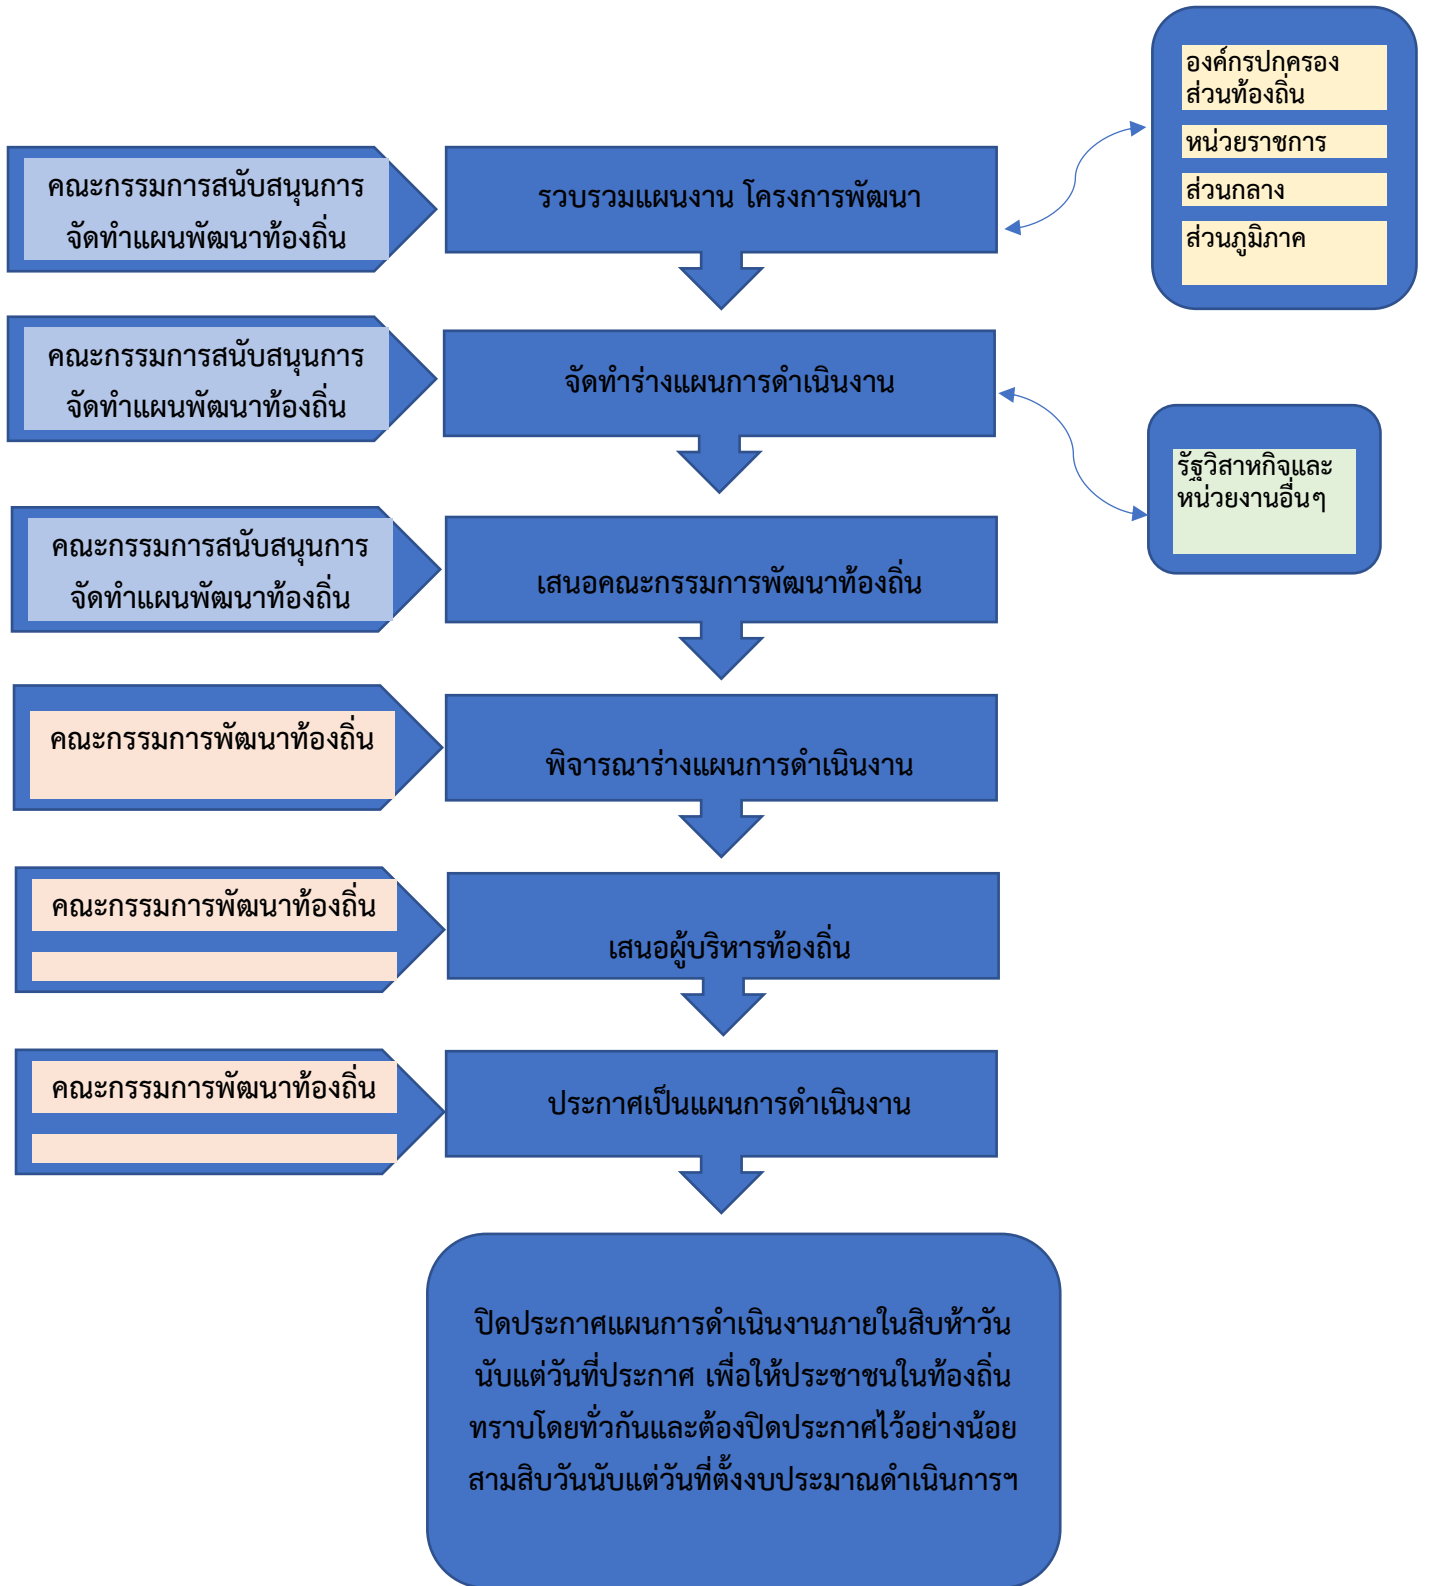 องค์กรปกครอง
ส่วนท้องถิ่น
หน่วยราชการ
ส่วนกลาง
ส่วนภูมิภาค
คณะกรรมการสนับสนุนการ
จัดทำแผนพัฒนาท้องถิ่น
รวบรวมแผนงาน โครงการพัฒนา
คณะกรรมการสนับสนุนการ
จัดทำแผนพัฒนาท้องถิ่น
จัดทำร่างแผนการดำเนินงาน
รัฐวิสาหกิจและ
หน่วยงานอื่นๆ
คณะกรรมการสนับสนุนการ
จัดทำแผนพัฒนาท้องถิ่น
เสนอคณะกรรมการพัฒนาท้องถิ่น
คณะกรรมการพัฒนาท้องถิ่น
พิจารณาร่างแผนการดำเนินงาน
คณะกรรมการพัฒนาท้องถิ่น
เสนอผู้บริหารท้องถิ่น
คณะกรรมการพัฒนาท้องถิ่น
ประกาศเป็นแผนการดำเนินงาน
ปิดประกาศแผนการดำเนินงานภายในสิบห้าวัน
นับแต่วันที่ประกาศ เพื่อให้ประชาชนในท้องถิ่น
ทราบโดยทั่วกันและต้องปิดประกาศไว้อย่างน้อย
สามสิบวันนับแต่วันที่ตั้งงบประมาณดำเนินการฯ